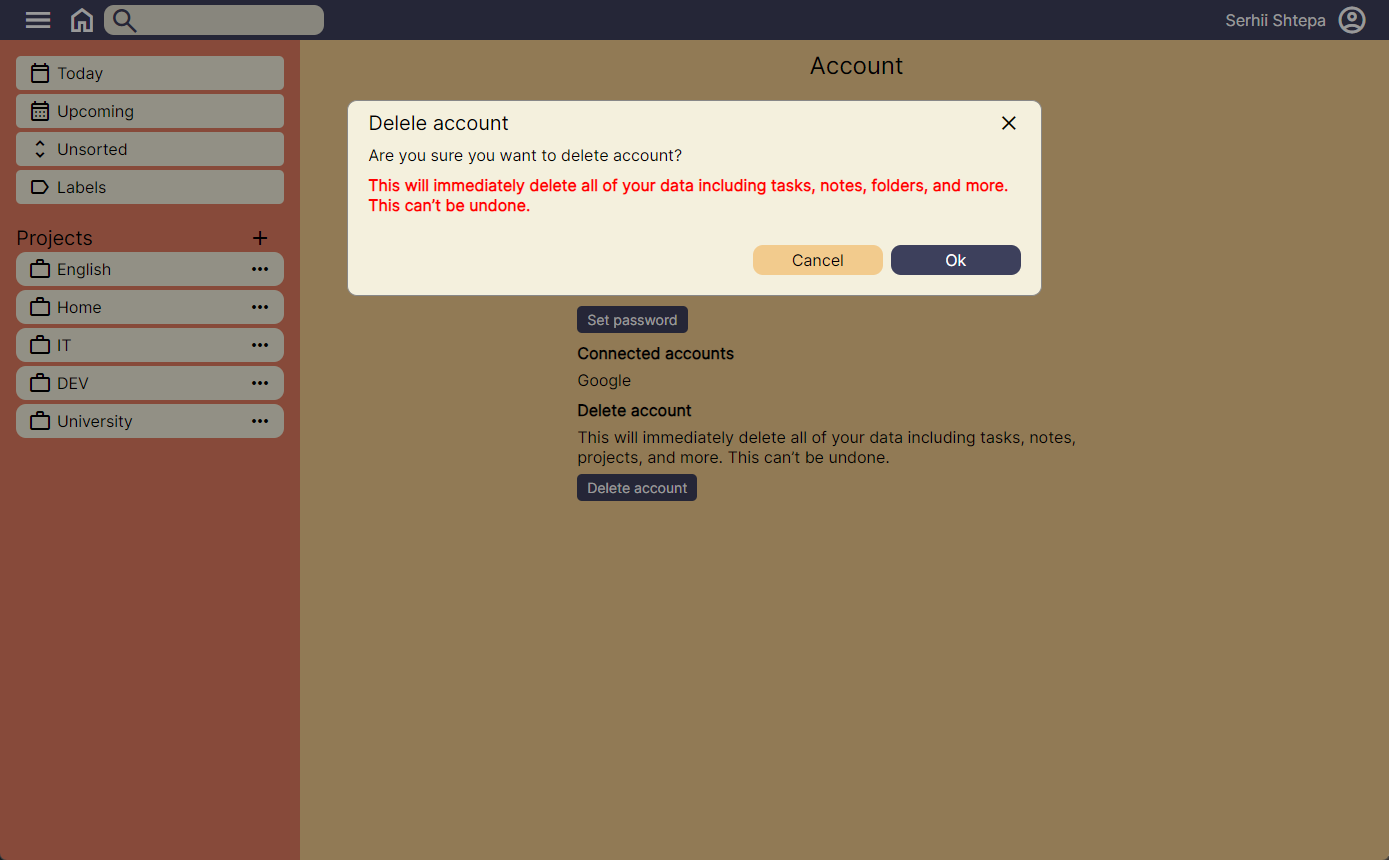 Serhii Shtepa
Today
Upcoming
Unsorted
Labels
Projects
English
Home
IT
DEV
University
Account
Delele account
Are you sure you want to delete account?
This will immediately delete all of your data including tasks, notes, folders, and more.
This can’t be undone.
Cancel
Ok
Set password
Connected accounts
Google
Delete account
This will immediately delete all of your data including tasks, notes,
projects, and more. This can’t be undone.
Delete account